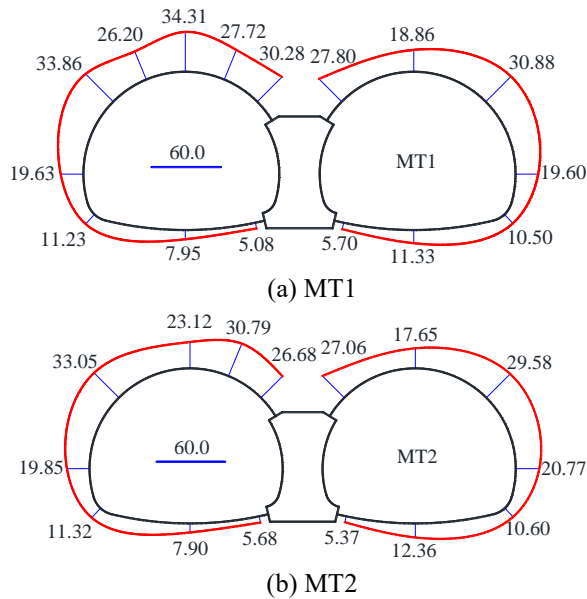 34.31
26.20 27.72 18.86
33.86 30.28 27.80 30.88
60.0 MT1
19.63 19.60
11.23 10.50
7.95 5.08 5.70 11.33
(a) MT1
23.12 30.79 17.65
33.05 26.68 27.06 29.58
60.0 MT2
19.85 20.77
11.32 10.60
7.90 5.68 5.37 12.36
(b) MT2